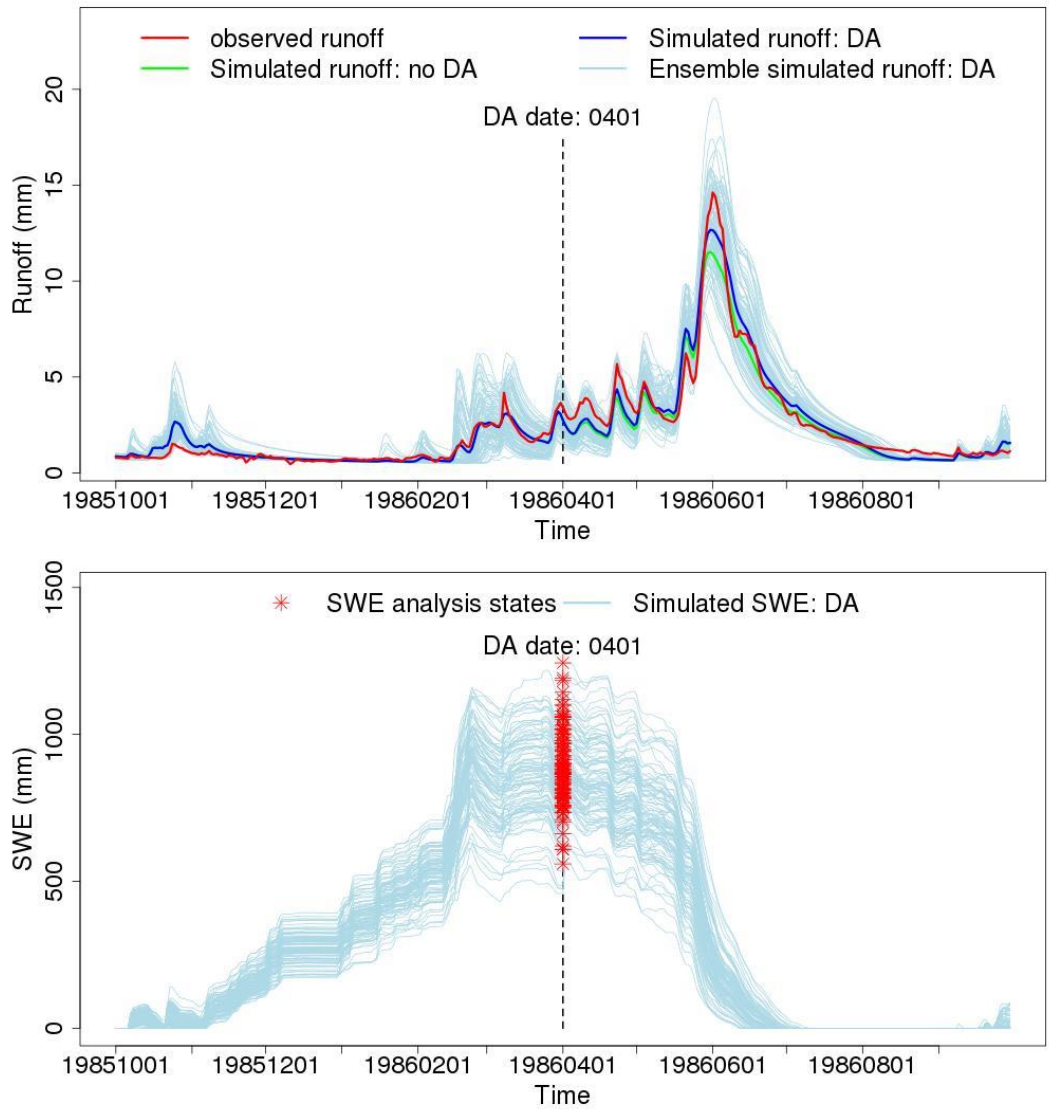 observed runoff
Simulated runoff: DA
Simulated runoff: no DA
Ensemble simulated runoff: DA
DA date: 0401
Runoff (mm)
20
15
10
5
0
19851001 19851201 19860201 19860401 19860601 19860801
Time
SWE analysis states
Simulated SWE: DA
DA date: 0401
SWE (mm)
1500
1000
500
0
19851001 19851201 19860201 19860401 19860601 19860801
Time